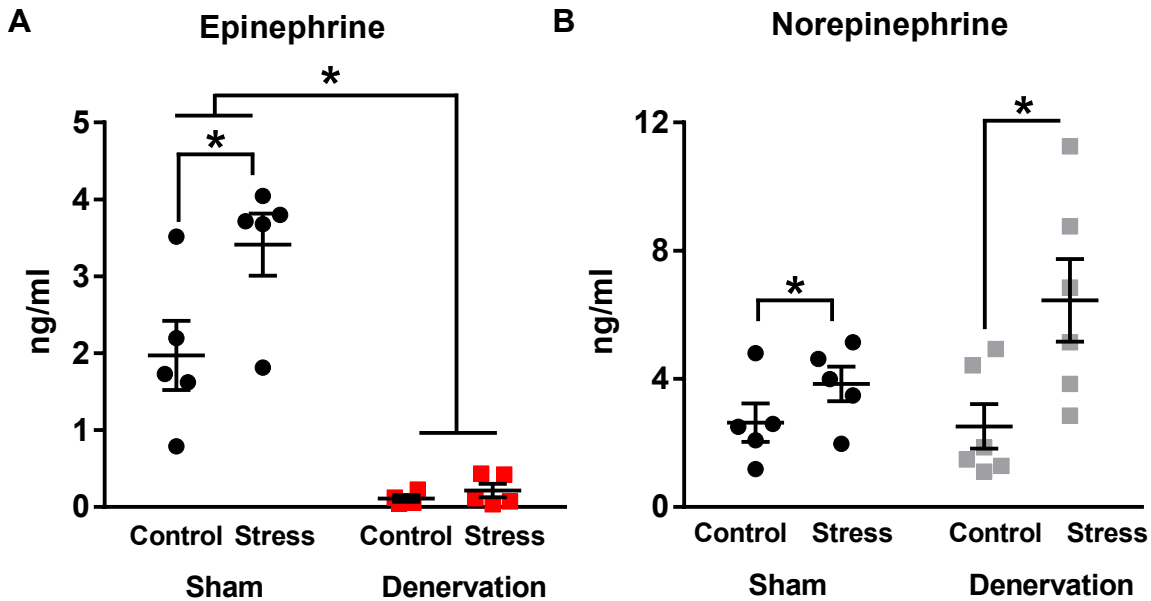 A
Epinephrine
*
*
5
4
3
2
1
0
ng/ml
Control Stress
Control Stress
Sham
Denervation
B
Norepinephrine
*
*
12
8
4
0
ng/ml
Control Stress
Control Stress
Sham
Denervation